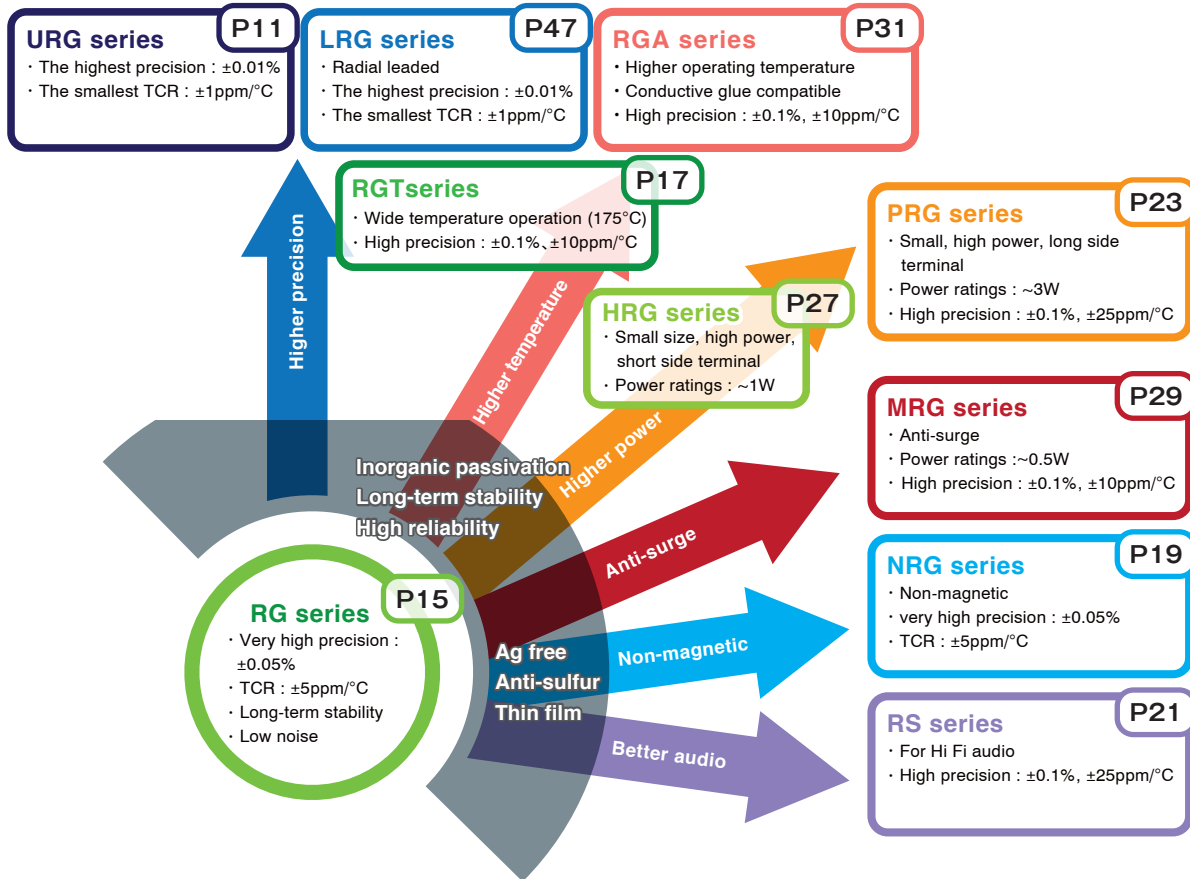 URG series
P11
· The highest precision : ±0.01%
· The smallest TCR : ±1ppm/°C
LRG series
P47
· Radial leaded
· The highest precision : ±0.01%
· The smallest TCR : ±1ppm/°C
RGA series
P31
· Higher operating temperature
· Conductive glue compatible
· High precision : ±0.1%, ±10ppm/°C
RGTseries
P17
· Wide temperature operation (175°C)
· High precision : ±0.1%、±10ppm/°C
PRG series
P23
· Small, high power, long side
terminal
· Power ratings : ~3W
· High precision : ±0.1%, ±25ppm/°C
HRG series
P27
· Small size, high power,
short side terminal
· Power ratings : ~1W
MRG series
P29
· Anti-surge
· Power ratings :~0.5W
· High precision : ±0.1%, ±10ppm/°C
NRG series
P19
· Non-magnetic
· very high precision : ±0.05%
· TCR : ±5ppm/°C
RS series
P21
· For Hi Fi audio
· High precision : ±0.1%, ±25ppm/°C
Higher precision
Higher temperature
Higher power
Anti-surge
Non-magnetic
Better audio
Inorganic passivation
Long-term stability
High reliability
Ag free
Anti-sulfur
Thin film
RG series
P15
· Very high precision :
±0.05%
· TCR : ±5ppm/°C
· Long-term stability
· Low noise